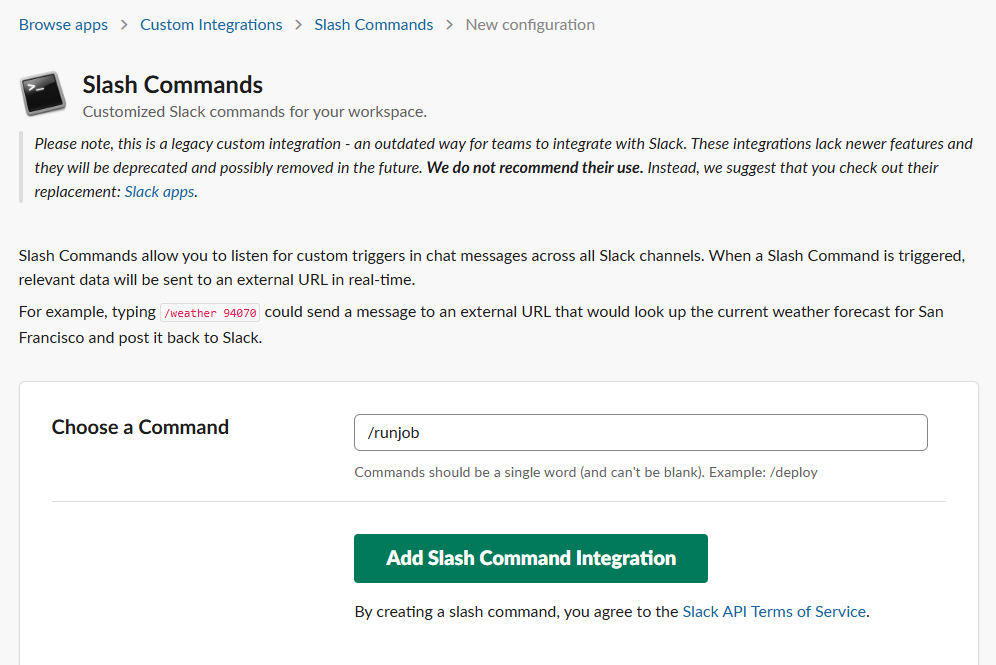 Browse apps > Custom Integrations > Slash Commands > New configuration
Slash Commands
Customized Slack commands for your workspace.
Please note, this is a legacy custom integration - an outdated way for teams to integrate with Slack. These integrations lack newer features and
they will be deprecated and possibly removed in the future. We do not recommend their use. Instead, we suggest that you check out their
replacement: Slack apps.
Slash Commands allow you to listen for custom triggers in chat messages across all Slack channels. When a Slash Command is triggered,
relevant data will be sent to an external URL in real-time.
For example, typing /weather 94070 could send a message to an external URL that would look up the current weather forecast for San
Francisco and post it back to Slack.
Choose a Command
/runjob
Commands should be a single word (and can't be blank). Example: /deploy
Add Slash Command Integration
By creating a slash command, you agree to the Slack API Terms of Service.